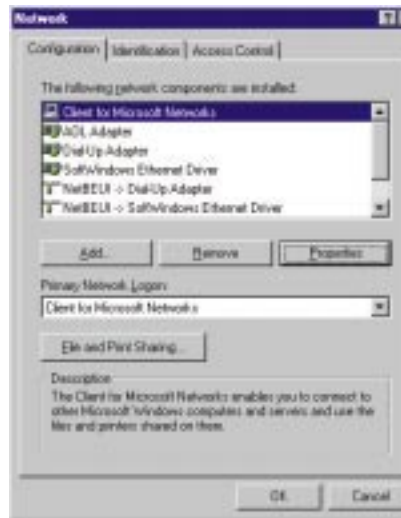 Network
Configuration Identification Access Control
The following network components are installed:
Client for Microsoft Networks
AOL Adapter
Dial-Up Adapter
SoftWindows Ethernet Driver
NetBEUI -> Dial-Up Adapter
NetBEUI -> SoftWindows Ethernet Driver
Add... Remove Properties
Primary Network Logon:
Client for Microsoft Networks
File and Print Sharing...
Description
The Client for Microsoft Networks enables you to connect to
other Microsoft Windows computers and servers and use the
files and printers shared on them.
OK Cancel